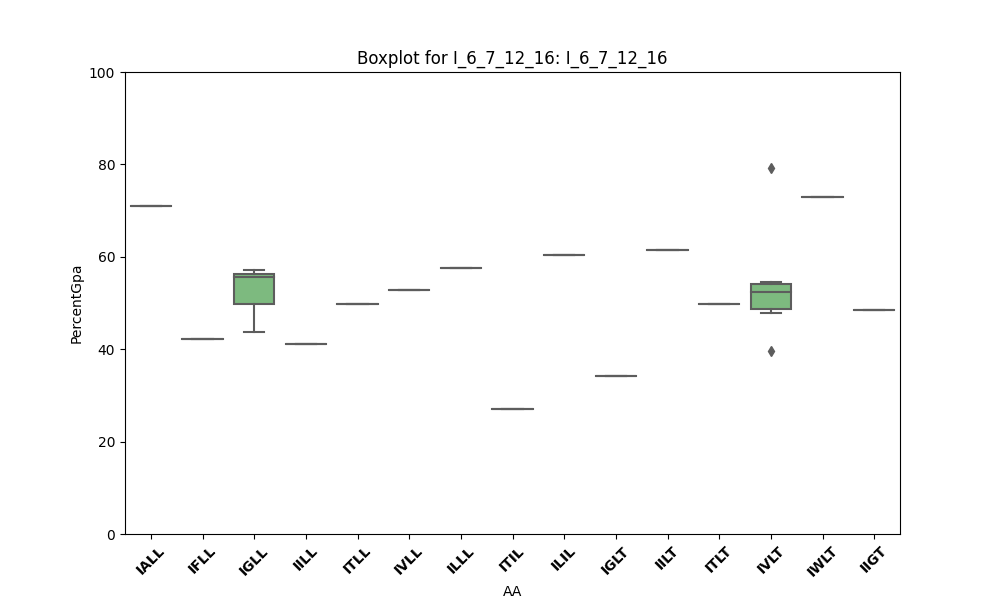 Boxplot for I_6_7_12_16: I_6_7_12_16
100
80
60
40
20
0
PercentGpa
IALL
IFLL
IGLL
IILL
ITLL
IVLL
ILLL
ITIL
ILIL
IGLT
IILT
ITLT
IVLT
IWLT
IIGT
AA